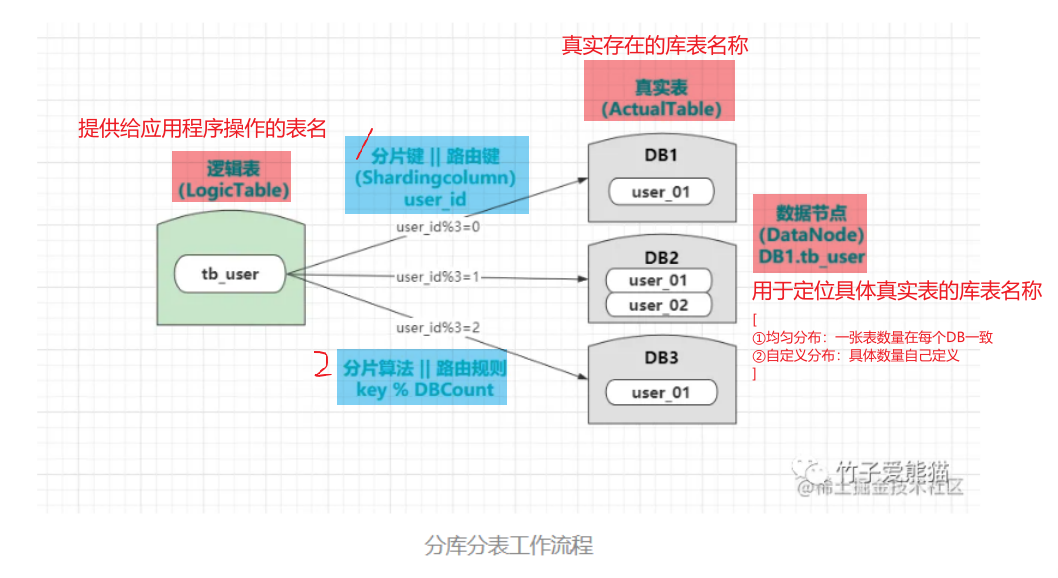 真实存在的库表名称
真实表
(ActualTable)
提供给应用程序操作的表名
逻辑表
(LogicTable)
tb_user
1
分片键 || 路由键
(Shardingcolumn)
user_id
user_id%3=0
user_id%3=1
user_id%3=2
2
分片算法 || 路由规则
key % DBCount
DB1
user_01
DB2
user_01
user_02
DB3
user_01
数据节点
(DataNode)
DB1.tb_user
用于定位具体真实表的库表名称
[
①均匀分布：一张表数量在每个DB一致
②自定义分布：具体数量自己定义
]
竹子爱熊猫
@稀土掘金技术社区
分库分表工作流程